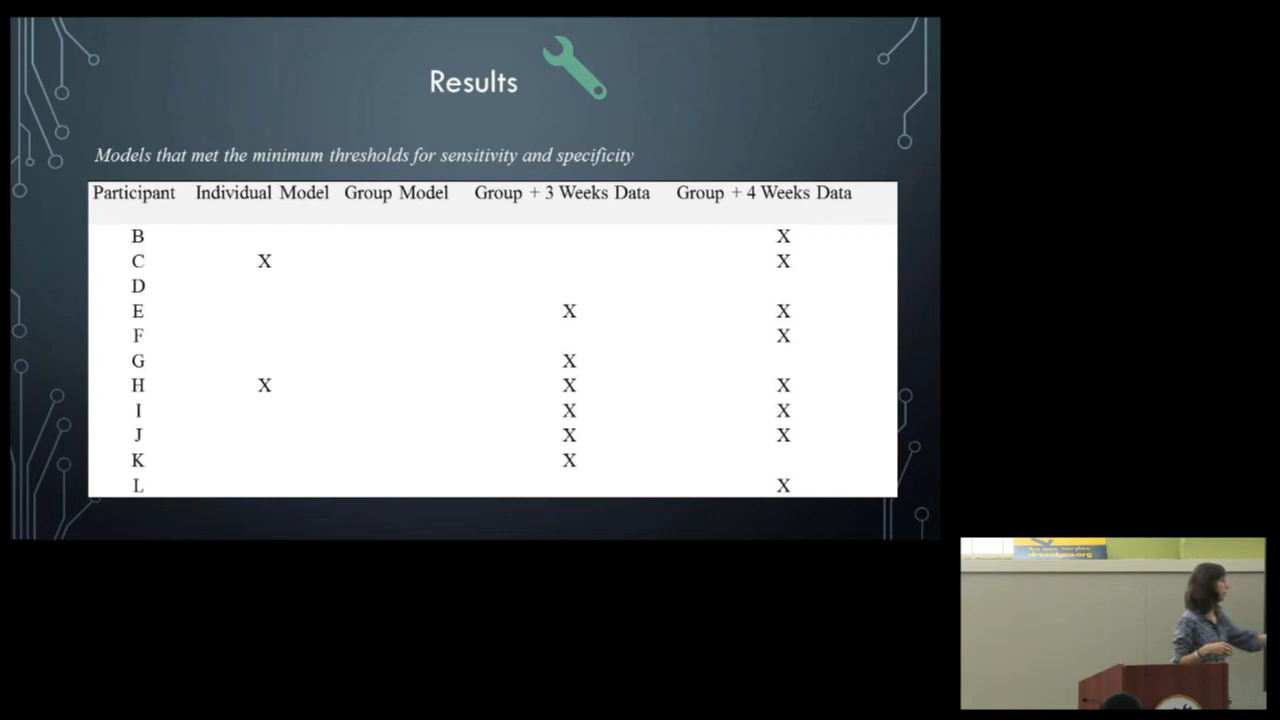 Results
Models that met the minimum thresholds for sensitivity and specificity
Participant Individual Model Group Model Group + 3 Weeks Data Group + 4 Weeks Data
B X
C X X
D
E X X
F X
G X
H X X X
I X X
J X X
K X
L X